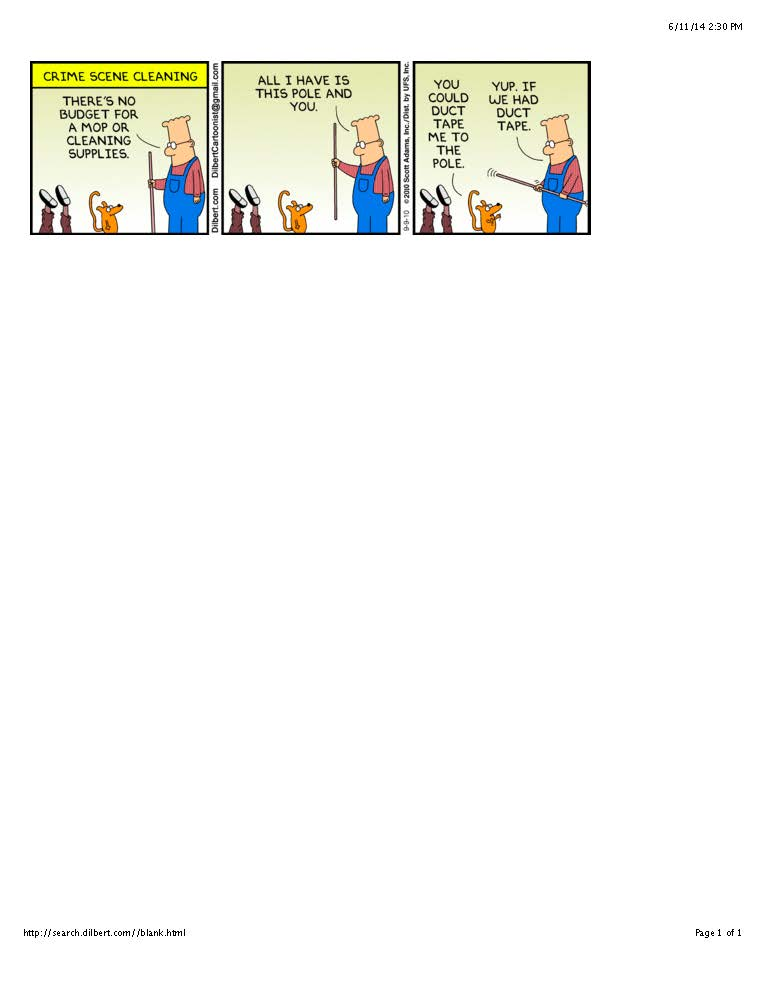 6/11/14 2:30 PM
CRIME SCENE CLEANING
THERE'S NO
BUDGET FOR
A MOP OR
CLEANING
SUPPLIES.
Dilbert.com DilbertCartoonist@gmail.com
ALL I HAVE IS
THIS POLE AND
YOU.
9-9-10 ©2010 Scott Adams, Inc./Dist. by UFS, Inc.
YOU
COULD
DUCT
TAPE
ME TO
THE
POLE.
YUP. IF
WE HAD
DUCT
TAPE.
http://search.dilbert.com//blank.html
Page 1 of 1